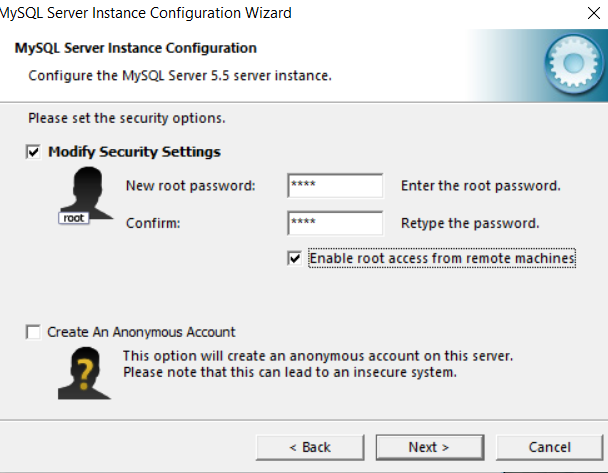 MySQL Server Instance Configuration Wizard
MySQL Server Instance Configuration
Configure the MySQL Server 5.5 server instance.
Please set the security options.
Modify Security Settings
root
New root password: **** Enter the root password.
Confirm: **** Retype the password.
Enable root access from remote machines
Create An Anonymous Account
?
This option will create an anonymous account on this server.
Please note that this can lead to an insecure system.
< Back Next > Cancel